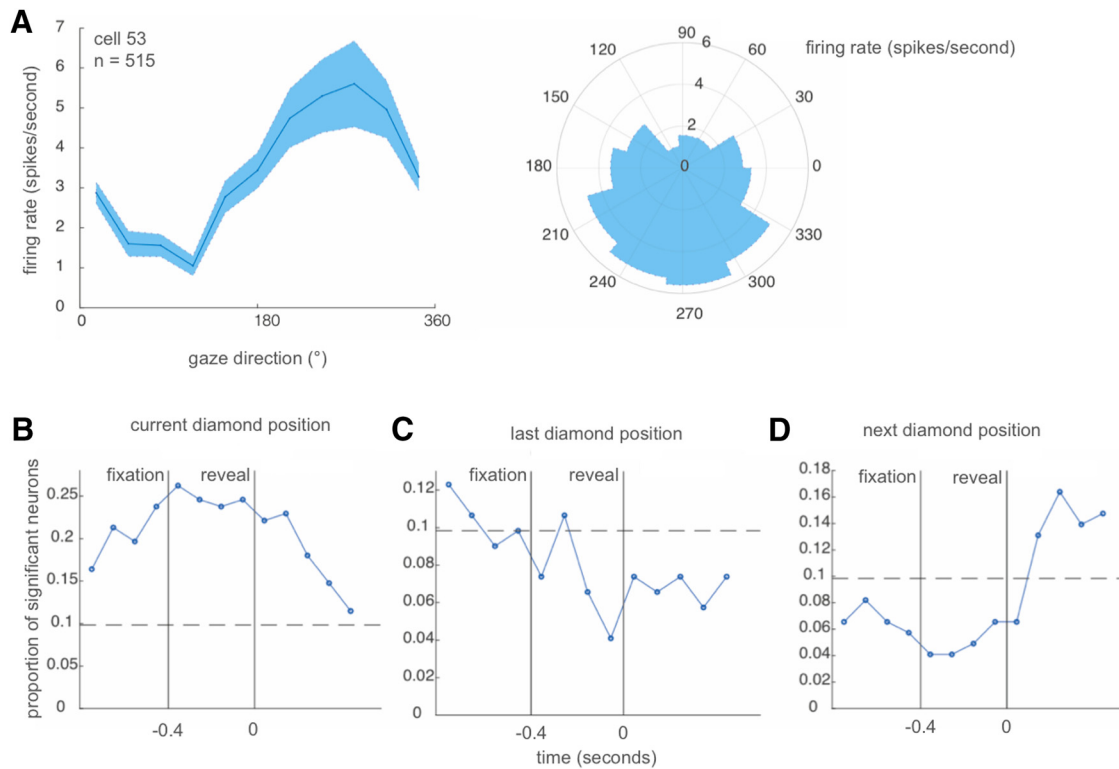 A
cell 53
n = 515
firing rate (spikes/second)
7
6
5
4
3
2
1
0
0
180
360
gaze direction (°)
firing rate (spikes/second)
90
6
120
60
4
150
30
2
180
0
0
210
330
240
300
270
B
current diamond position
fixation
reveal
proportion of significant neurons
0.25
0.2
0.15
0.1
0.05
0
-0.4
0
C
last diamond position
fixation
reveal
0.12
0.1
0.08
0.06
0.04
0.02
0
-0.4
0
time (seconds)
D
next diamond position
fixation
reveal
0.18
0.16
0.14
0.12
0.1
0.08
0.06
0.04
0.02
0
-0.4
0